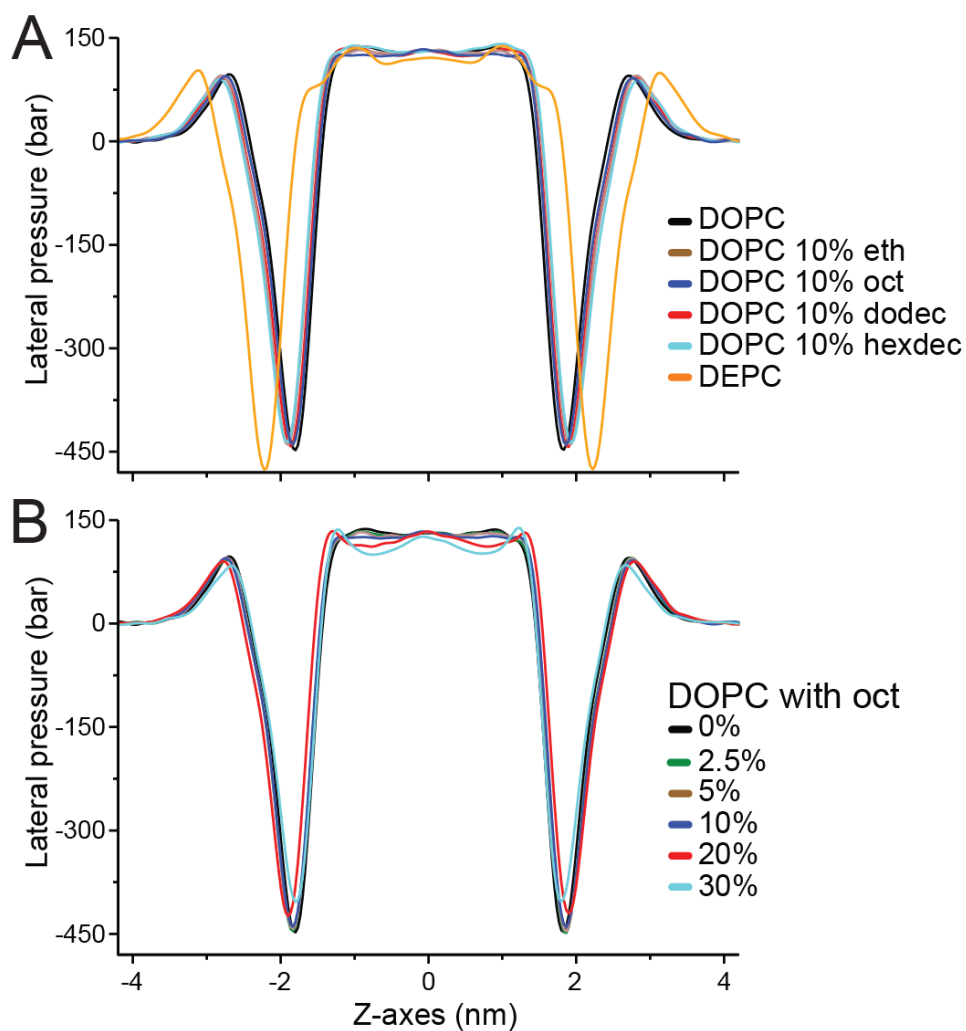 A
150
0
-150
-300
-450
Lateral pressure (bar)
DOPC
DOPC 10% eth
DOPC 10% oct
DOPC 10% dodec
DOPC 10% hexdec
DEPC
B
150
0
-150
-300
-450
Lateral pressure (bar)
DOPC with oct
0%
2.5%
5%
10%
20%
30%
-4
-2
0
2
4
Z-axes (nm)